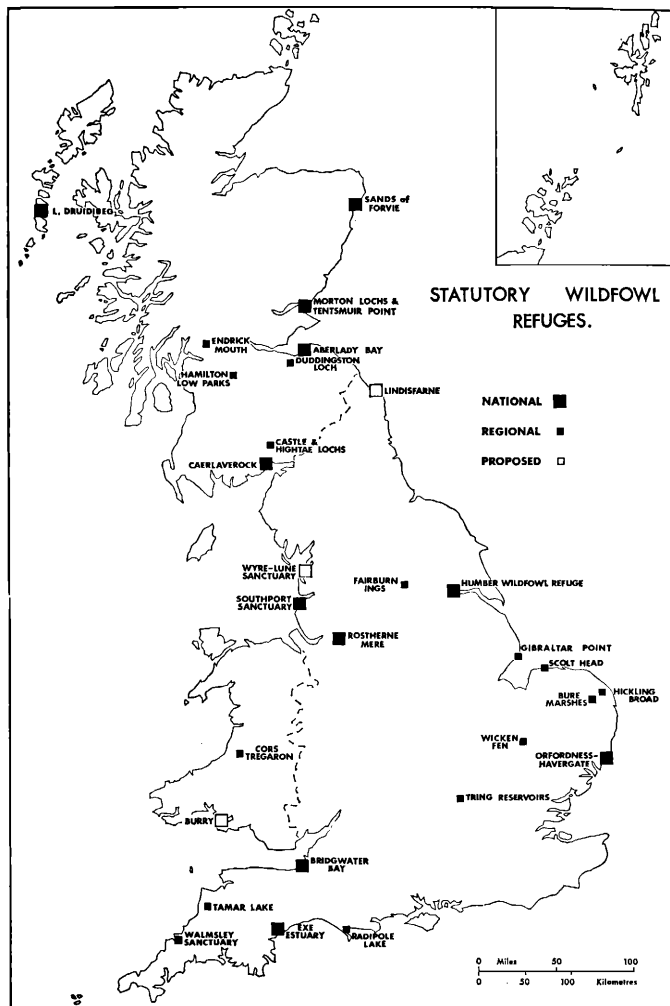 L. DRUIDIBEG
SANDS of
FORVIE
MORTON LOCHS &
TENTSMUIR POINT
STATUTORY WILDFOWL
REFUGES.
ENDRICK
MOUTH
ABERLADY BAY
DUDDINGSTON
LOCH
HAMILTON
LOW PARKS
LINDISFARNE
NATIONAL
REGIONAL
PROPOSED
CASTLE &
HIGHTAE LOCHS
CAERLAVEROCK
WYRE-LUNE
SANCTUARY
FAIRBURN
INGS
HUMBER WILDFOWL REFUGE
SOUTHPORT
SANCTUARY
ROSTHERNE
MERE
GIBRALTAR POINT
SCOLT HEAD
BURE
MARSHES
HICKLING
BROAD
WICKEN
FEN
CORS
TREGARON
ORFORDNESS-
HAVERGATE
TRING RESERVOIRS
BURRY
BRIDGWATER
BAY
TAMAR LAKE
WALMSLEY
SANCTUARY
EXE
ESTUARY
RADIPOLE
LAKE
0 Miles 50 100
0 50 100 Kilometres